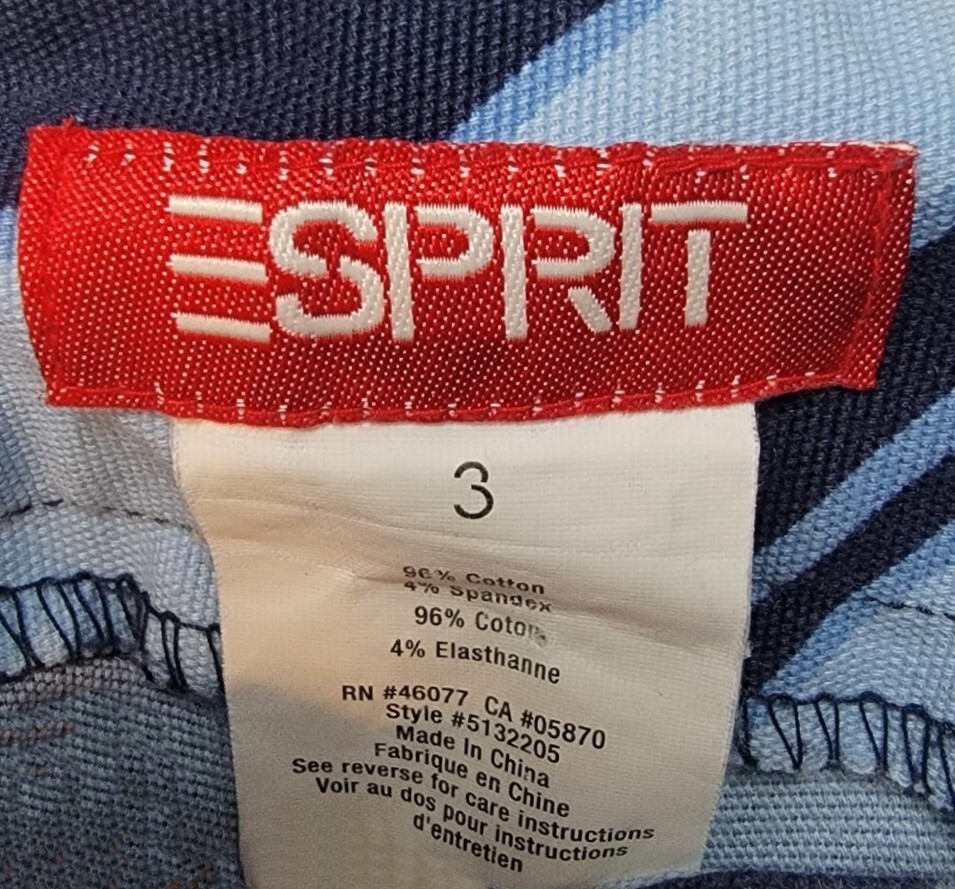 ESPRIT
3
96% Cotton
4% Spandex
96% Coton
4% Elasthanne
RN #46077 CA #05870
Style #5132205
Made In China
Fabrique en Chine
See reverse for care instructions
Voir au dos pour instructions
d'entretien